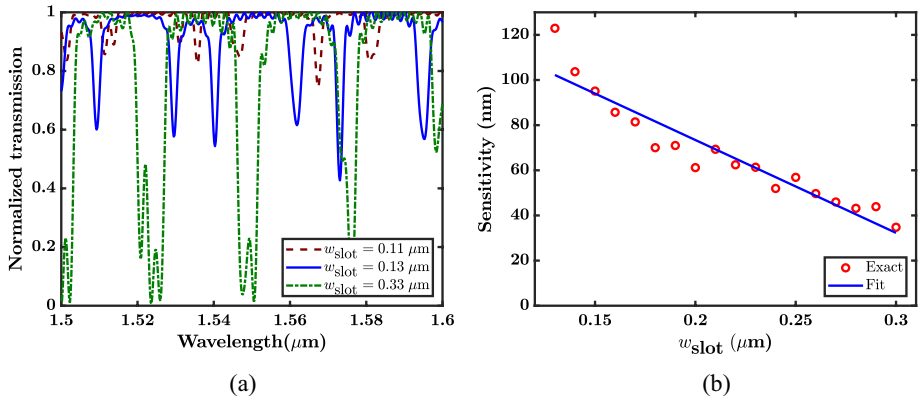 1
0.8
0.6
0.4
0.2
0
Normalized transmission
w_slot = 0.11 μm
w_slot = 0.13 μm
w_slot = 0.33 μm
1.5 1.52 1.54 1.56 1.58 1.6
Wavelength(μm)
(a)
120
100
80
60
40
20
0
Sensitivity (nm)
Exact
Fit
0.15 0.2 0.25 0.3
w_slot (μm)
(b)